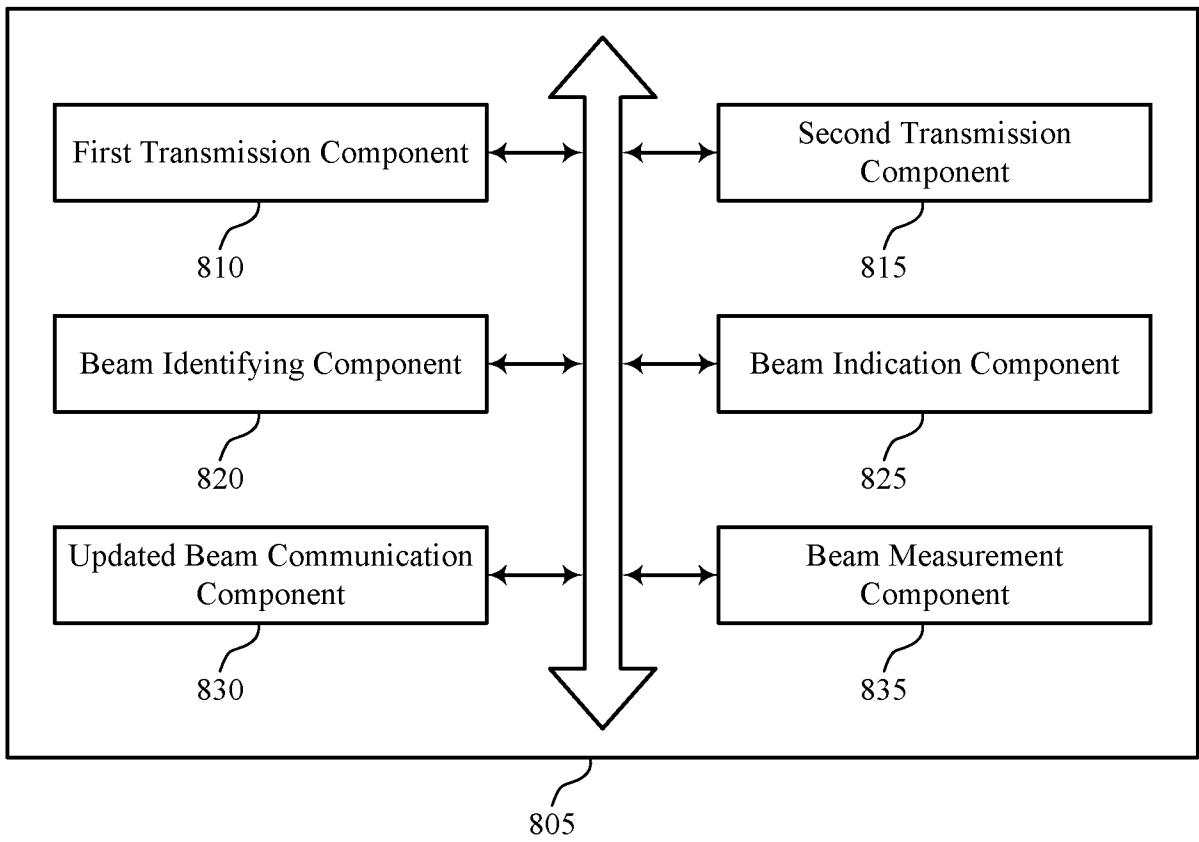 First Transmission Component
810
Second Transmission
Component
815
Beam Identifying Component
820
Beam Indication Component
825
Updated Beam Communication
Component
830
Beam Measurement
Component
835
805